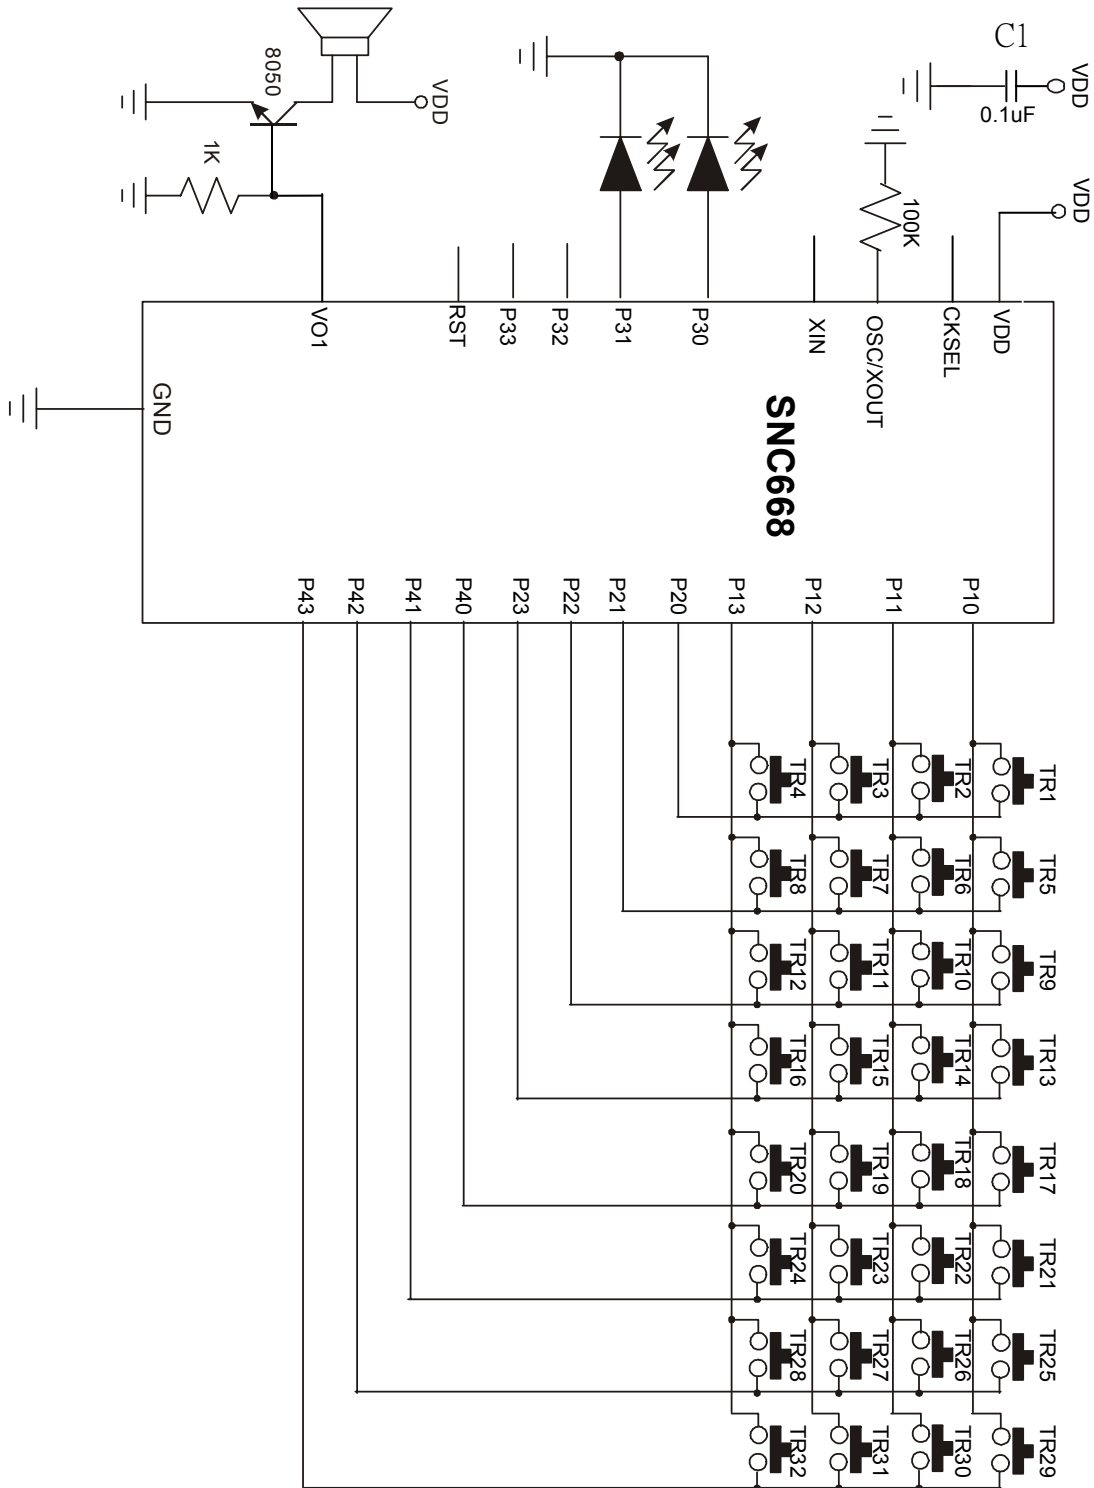 C1
VDD
0.1uF
8050
VDD
1K
100K
VDD
VO1
RST
P33
P32
P31
P30
XIN
OSC/XOUT
CKSEL
VDD
GND
SNC668
P43
P42
P41
P40
P23
P22
P21
P20
P13
P12
P11
P10
TR4
TR3
TR2
TR1
TR8
TR7
TR6
TR5
TR12
TR11
TR10
TR9
TR16
TR15
TR14
TR13
TR20
TR19
TR18
TR17
TR24
TR23
TR22
TR21
TR28
TR27
TR26
TR25
TR32
TR31
TR30
TR29